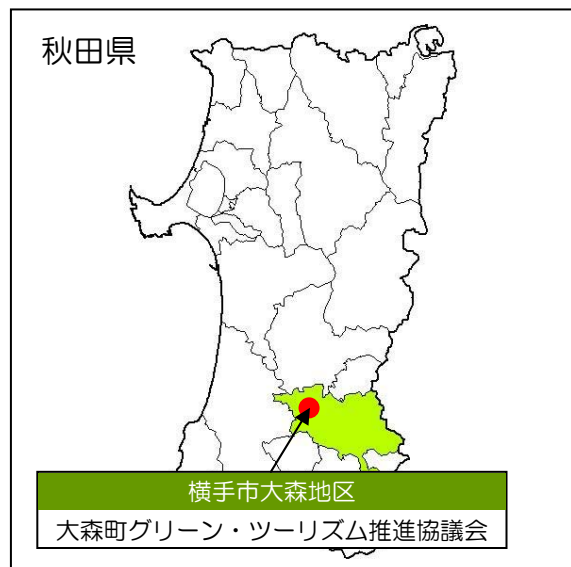 秋田県
横手市大森地区
大森町グリーン・ツーリズム推進協議会